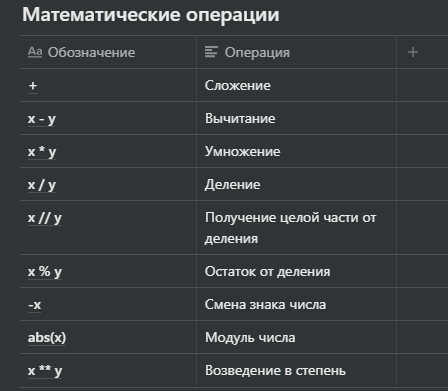 Математические операции
Aa Обозначение Операция +
+ Сложение
x - y Вычитание
x * y Умножение
x / y Деление
x // y Получение целой части от
деления
x % y Остаток от деления
-x Смена знака числа
abs(x) Модуль числа
x ** y Возведение в степень